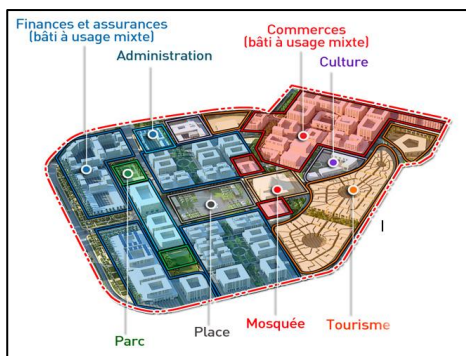 Finances et assurances
(bâti à usage mixte)
Administration
Commerces
(bâti à usage mixte)
Culture
Parc
Place
Mosquée
Tourisme